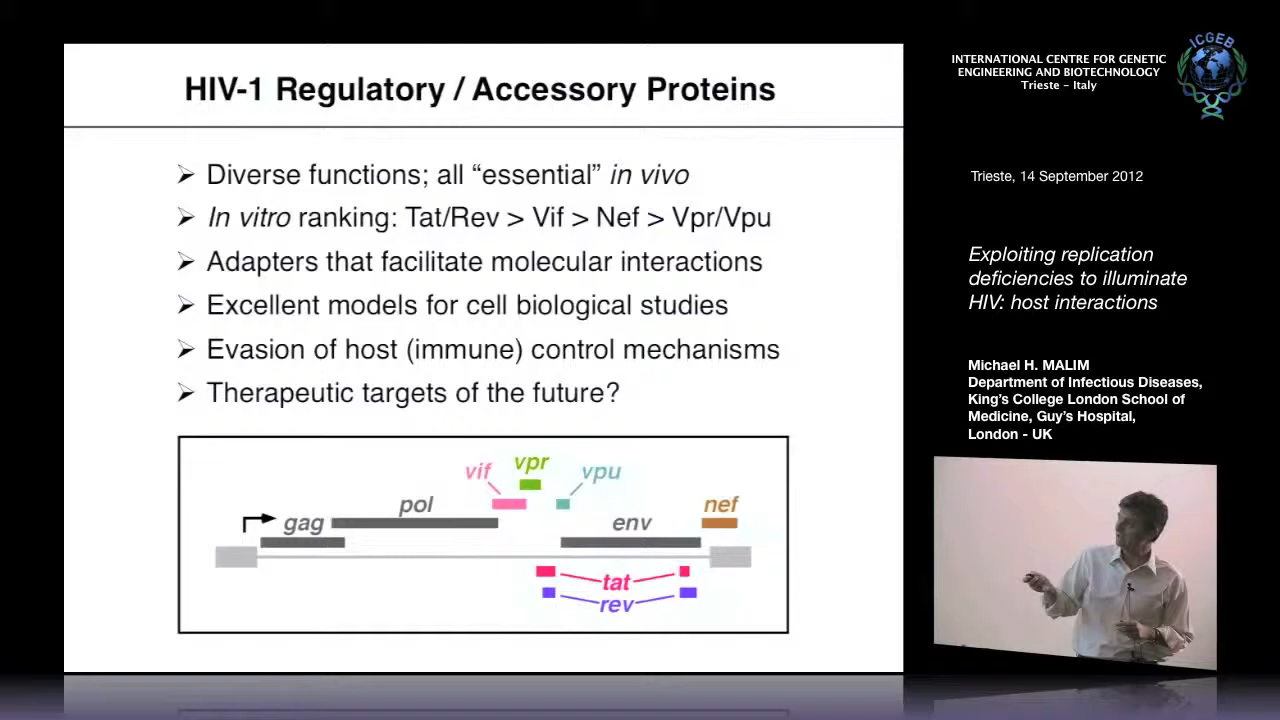 HIV-1 Regulatory / Accessory Proteins
➢ Diverse functions; all “essential” in vivo
➢ In vitro ranking: Tat/Rev > Vif > Nef > Vpr/Vpu
➢ Adapters that facilitate molecular interactions
➢ Excellent models for cell biological studies
➢ Evasion of host (immune) control mechanisms
➢ Therapeutic targets of the future?
vif
vpr
vpu
gag
pol
env
nef
tat
rev
INTERNATIONAL CENTRE FOR GENETIC
ENGINEERING AND BIOTECHNOLOGY
Trieste - Italy
ICGEB
Trieste, 14 September 2012
Exploiting replication
deficiencies to illuminate
HIV: host interactions
Michael H. MALIM
Department of Infectious Diseases,
King's College London School of
Medicine, Guy's Hospital,
London - UK